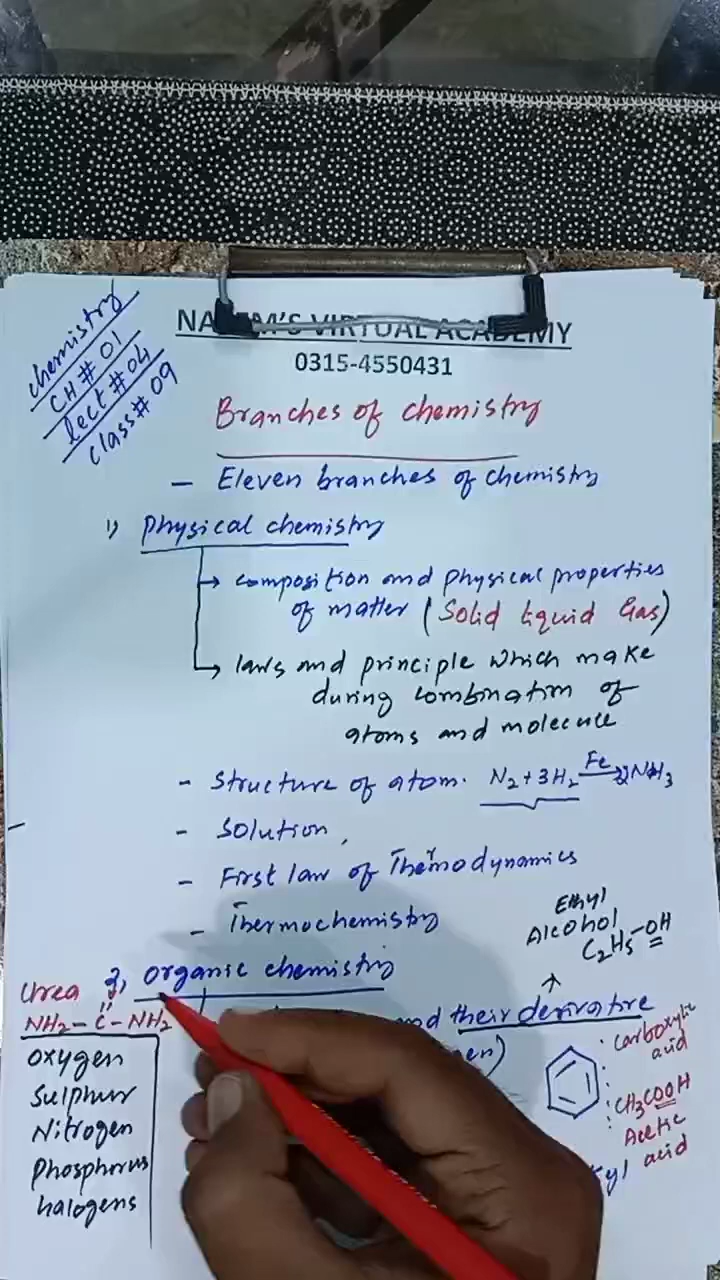 chemistry
CH # 01
Lect # 04
class # 09
VIRTUAL ACADEMY
0315-4550431
Branches of chemistry
- Eleven branches of chemistry
1) physical chemistry
→ composition and physical properties
of matter (Solid Liquid Gas)
→ laws and principle which make
during combination of
atoms and molecule
- Structure of atom. N2 + 3H2 Fe→ 2NH3
- Solution,
- First law of Thermodynamics
- Thermochemistry
Ethyl
Alcohol
C2H5-OH
Urea
organic chemistry
NH2-C-NH2
and their derivative
oxygen
Sulphur
Nitrogen
Phosphorus
halogens
carboxylic
acid
CH3COOH
Acetic
acid